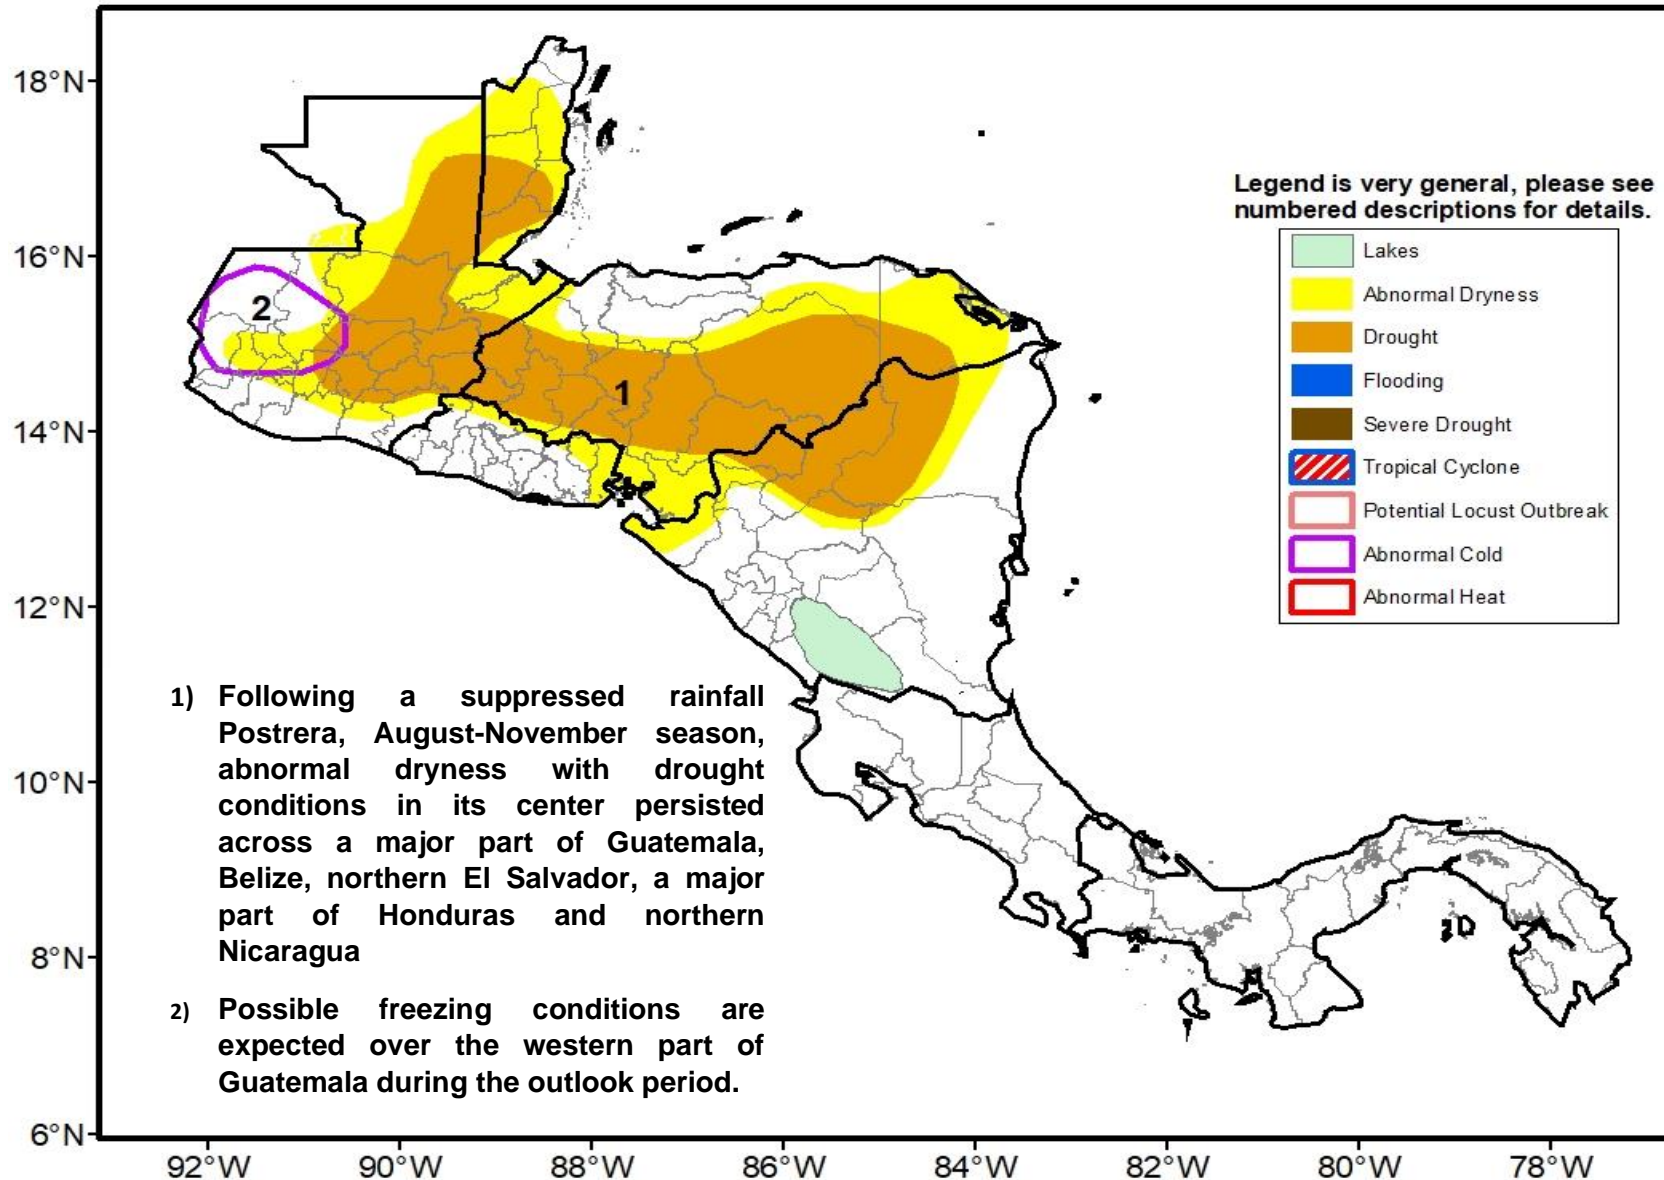 18°N
16°N
14°N
12°N
10°N
8°N
6°N
92°W
90°W
88°W
86°W
84°W
82°W
80°W
78°W
2
1
Legend is very general, please see
numbered descriptions for details.
Lakes
Abnormal Dryness
Drought
Flooding
Severe Drought
Tropical Cyclone
Potential Locust Outbreak
Abnormal Cold
Abnormal Heat
1) Following a suppressed rainfall
Postrera, August-November season,
abnormal dryness with drought
conditions in its center persisted
across a major part of Guatemala,
Belize, northern El Salvador, a major
part of Honduras and northern
Nicaragua
2) Possible freezing conditions are
expected over the western part of
Guatemala during the outlook period.